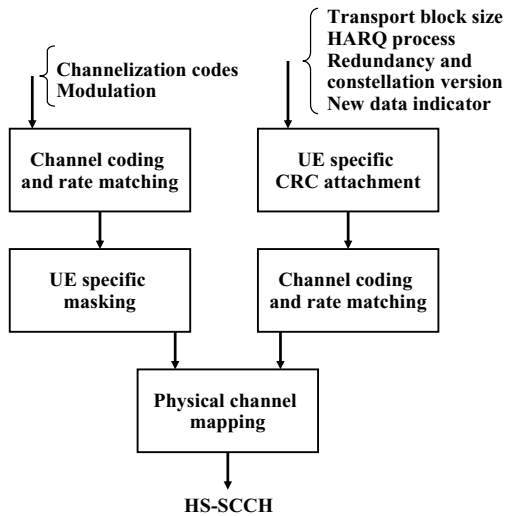 Transport block size
HARQ process
Redundancy and
constellation version
New data indicator
Channelization codes
Modulation
Channel coding
and rate matching
UE specific
CRC attachment
UE specific
masking
Channel coding
and rate matching
Physical channel
mapping
HS-SCCH